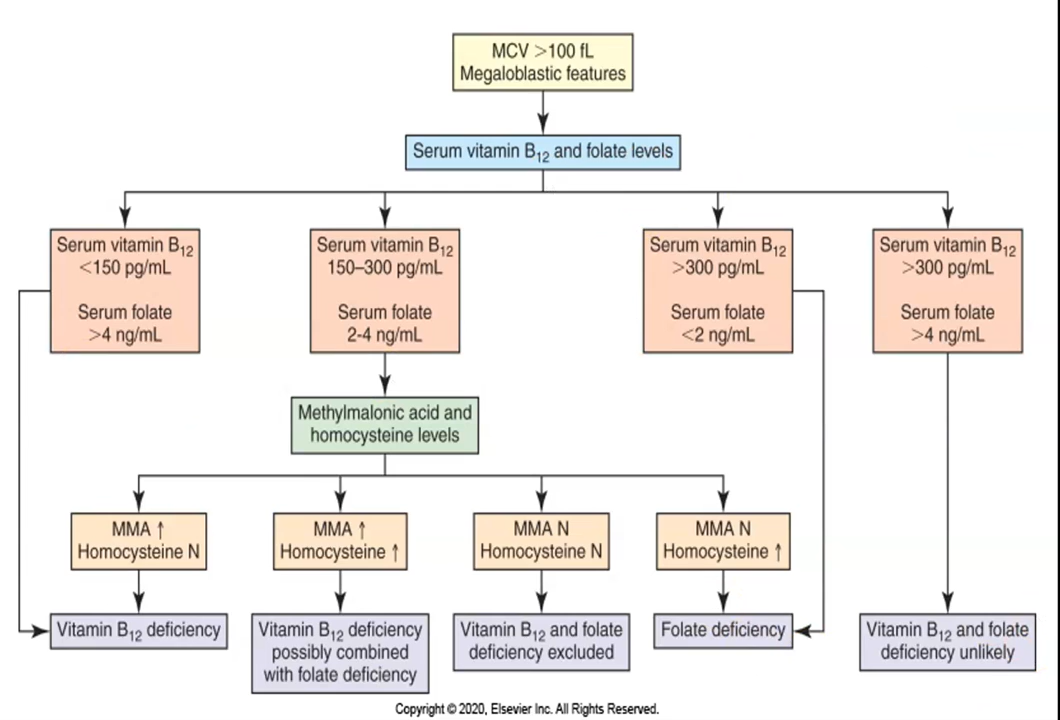 MCV >100 fL
Megaloblastic features
Serum vitamin B12 and folate levels
Serum vitamin B12
<150 pg/mL
Serum folate
>4 ng/mL
Serum vitamin B12
150–300 pg/mL
Serum folate
2-4 ng/mL
Serum vitamin B12
>300 pg/mL
Serum folate
<2 ng/mL
Serum vitamin B12
>300 pg/mL
Serum folate
>4 ng/mL
Methylmalonic acid and
homocysteine levels
MMA ↑
Homocysteine N
MMA ↑
Homocysteine ↑
MMA N
Homocysteine N
MMA N
Homocysteine ↑
Vitamin B12 deficiency
Vitamin B12 deficiency
possibly combined
with folate deficiency
Vitamin B12 and folate
deficiency excluded
Folate deficiency
Vitamin B12 and folate
deficiency unlikely
Copyright © 2020, Elsevier Inc. All Rights Reserved.